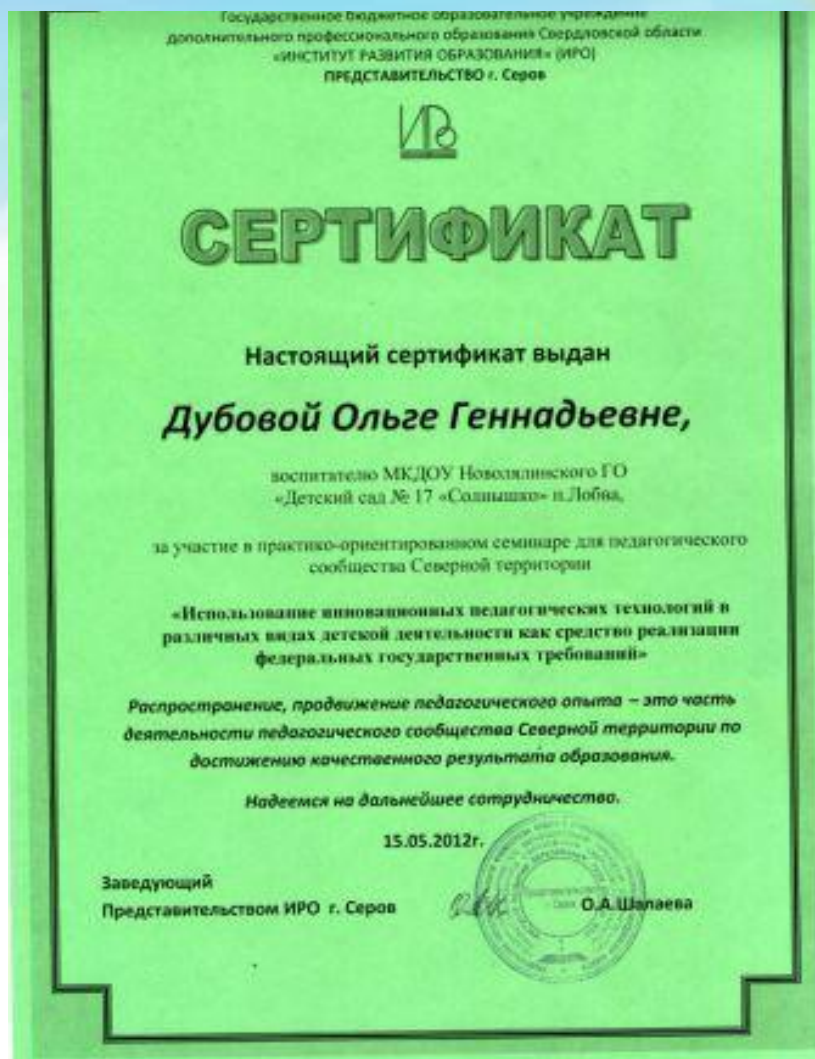 Государственное бюджетное образовательное учреждение
дополнительного профессионального образования Свердловской области
«ИНСТИТУТ РАЗВИТИЯ ОБРАЗОВАНИЯ» (ИРО)
ПРЕДСТАВИТЕЛЬСТВО г. Серов
ИРО
СЕРТИФИКАТ
Настоящий сертификат выдан
Дубовой Ольге Геннадьевне,
воспитателю МКДОУ Новолялинского ГО
«Детский сад № 17 «Солнышко» п.Лобва,
за участие в практико-ориентированном семинаре для педагогического
сообщества Северной территории
«Использование инновационных педагогических технологий в
различных видах детской деятельности как средство реализации
федеральных государственных требований»
Распространение, продвижение педагогического опыта – это часть
деятельности педагогического сообщества Северной территории по
достижению качественного результата образования.
Надеемся на дальнейшее сотрудничество.
15.05.2012г.
Заведующий
Представительством ИРО г. Серов О.А.Шалаева